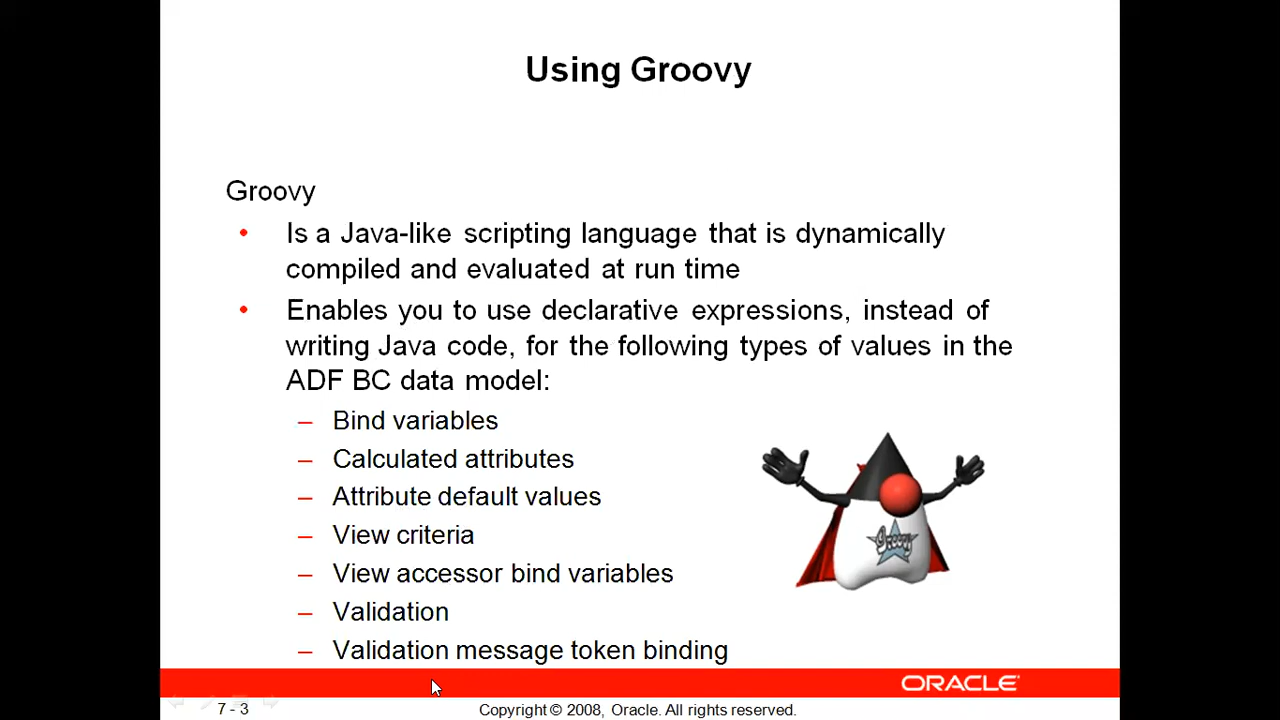 Using Groovy
Groovy
• Is a Java-like scripting language that is dynamically
compiled and evaluated at run time
• Enables you to use declarative expressions, instead of
writing Java code, for the following types of values in the
ADF BC data model:
– Bind variables
– Calculated attributes
– Attribute default values
– View criteria
– View accessor bind variables
– Validation
– Validation message token binding
Groovy
ORACLE
7 - 3
Copyright © 2008, Oracle. All rights reserved.